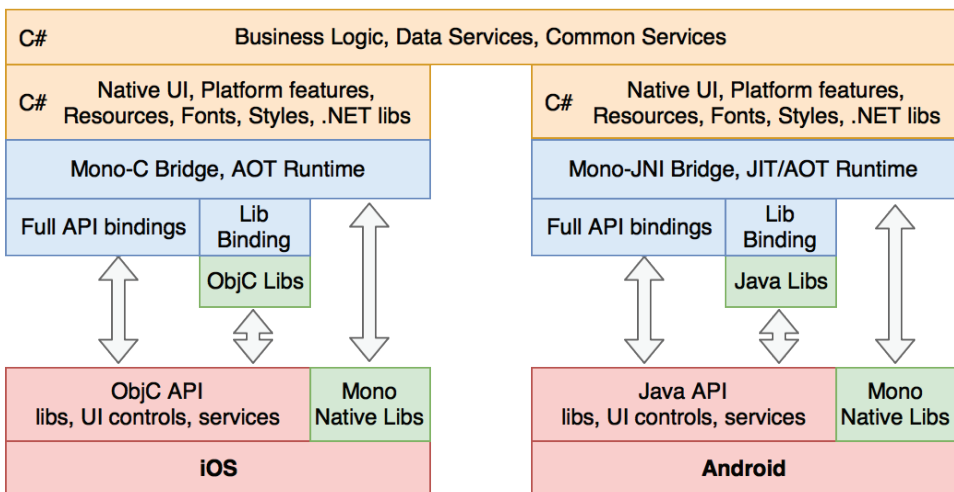 C#
Business Logic, Data Services, Common Services
C#
Native UI, Platform features,
Resources, Fonts, Styles, .NET libs
Mono-C Bridge, AOT Runtime
Full API bindings
Lib
Binding
ObjC Libs
ObjC API
libs, UI controls, services
Mono
Native Libs
iOS
C#
Native UI, Platform features,
Resources, Fonts, Styles, .NET libs
Mono-JNI Bridge, JIT/AOT Runtime
Full API bindings
Lib
Binding
Java Libs
Java API
libs, UI controls, services
Mono
Native Libs
Android